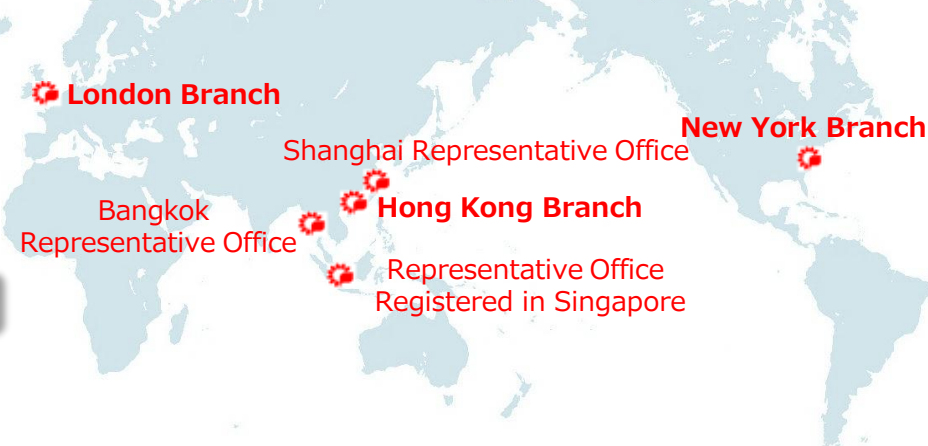 London Branch
New York Branch
Shanghai Representative Office
Hong Kong Branch
Bangkok
Representative Office
Representative Office
Registered in Singapore